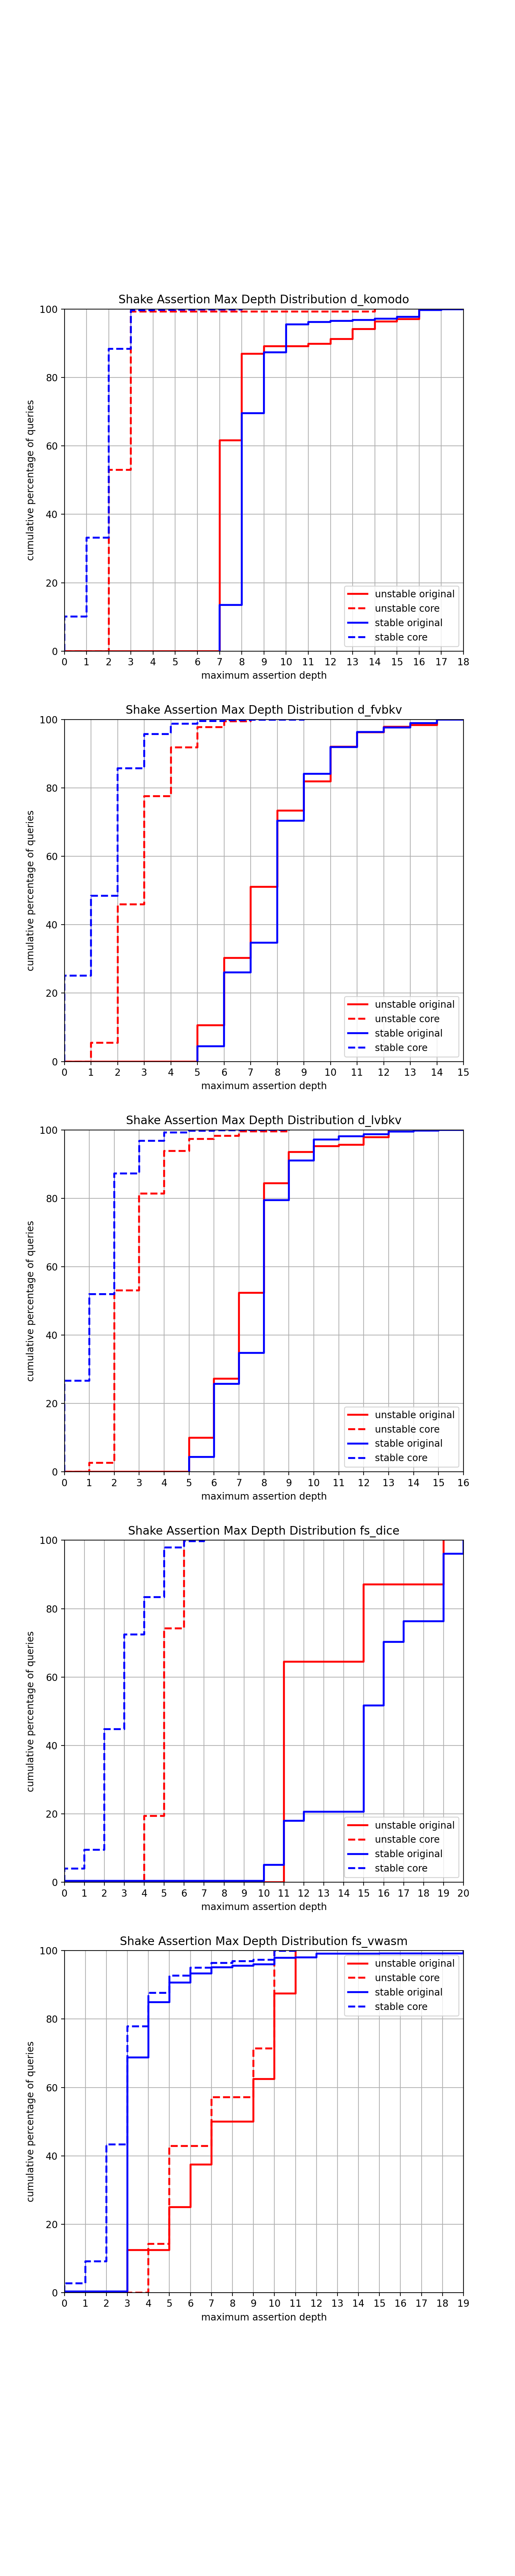 Shake Assertion Max Depth Distribution d_komodo
100
80
60
40
20
0
cumulative percentage of queries
unstable original
unstable core
stable original
stable core
0 1 2 3 4 5 6 7 8 9 10 11 12 13 14 15 16 17 18
maximum assertion depth
Shake Assertion Max Depth Distribution d_fvbkv
100
80
60
40
20
0
cumulative percentage of queries
unstable original
unstable core
stable original
stable core
0 1 2 3 4 5 6 7 8 9 10 11 12 13 14 15
maximum assertion depth
Shake Assertion Max Depth Distribution d_lvbkv
100
80
60
40
20
0
cumulative percentage of queries
unstable original
unstable core
stable original
stable core
0 1 2 3 4 5 6 7 8 9 10 11 12 13 14 15 16
maximum assertion depth
Shake Assertion Max Depth Distribution fs_dice
100
80
60
40
20
0
cumulative percentage of queries
unstable original
unstable core
stable original
stable core
0 1 2 3 4 5 6 7 8 9 10 11 12 13 14 15 16 17 18 19 20
maximum assertion depth
Shake Assertion Max Depth Distribution fs_vwasm
100
80
60
40
20
0
cumulative percentage of queries
unstable original
unstable core
stable original
stable core
0 1 2 3 4 5 6 7 8 9 10 11 12 13 14 15 16 17 18 19
maximum assertion depth